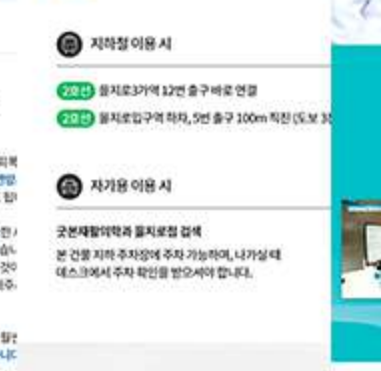 지하철 이용 시
2호선 을지로3가역 12번 출구 바로 연결
2호선 을지로입구역 하차, 5번 출구 100m 직진 (도보
자가용 이용 시
굿본재활의학과 을지로점 검색
본 건물 지하 주차장에 주차 가능하며, 나가실 때
데스크에서 주차 확인을 받으셔야 합니다.